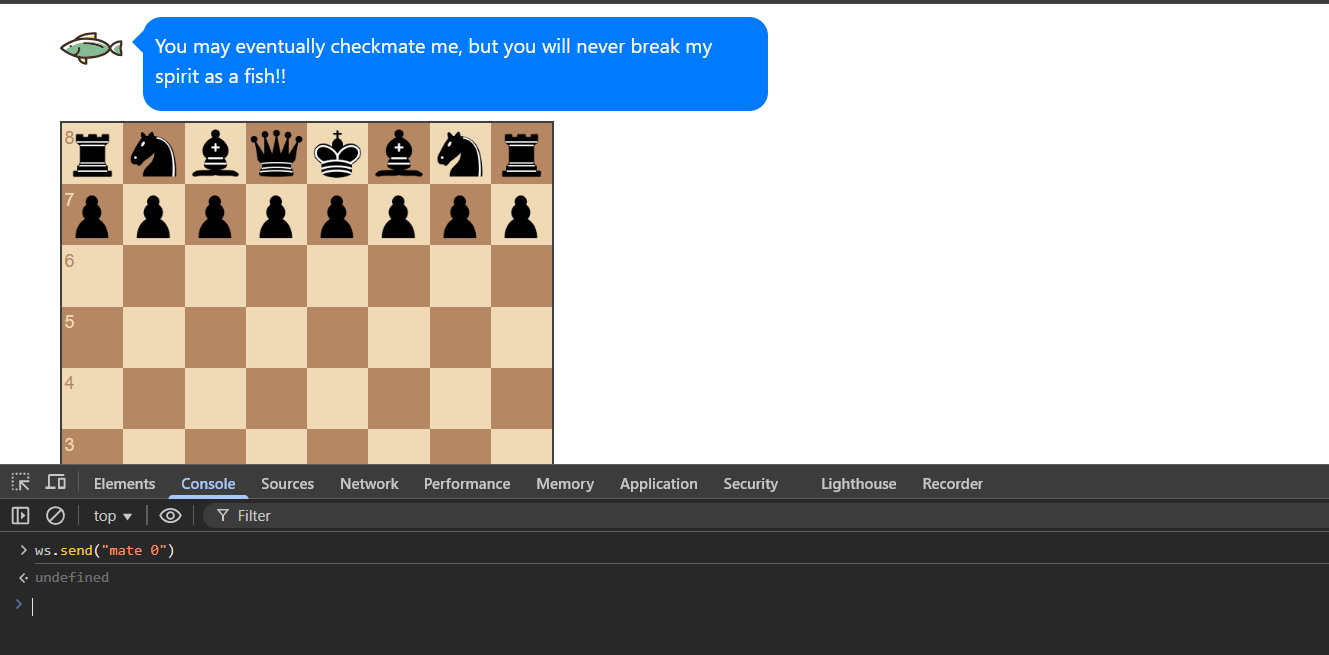 You may eventually checkmate me, but you will never break my
spirit as a fish!!
8
7
6
5
4
3
Elements Console Sources Network Performance Memory Application Security Lighthouse Recorder
top Filter
ws.send("mate 0")
undefined